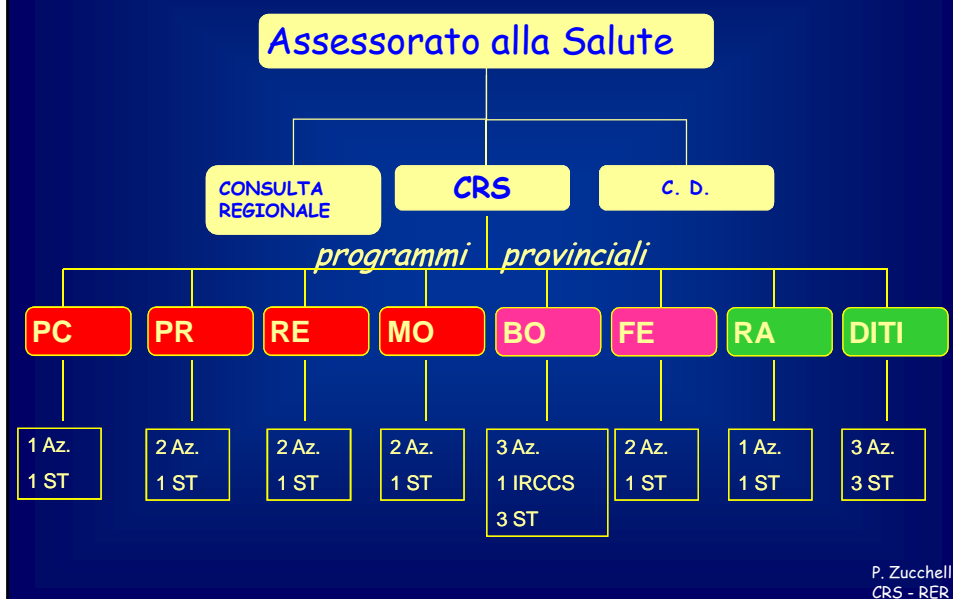 Assessorato alla Salute
CONSULTA
REGIONALE
CRS
C. D.
programmi provinciali
PC PR RE MO BO FE RA DITI
1 Az. 2 Az. 2 Az. 2 Az. 3 Az. 2 Az. 1 Az. 3 Az.
1 ST 1 ST 1 ST 1 ST 1 IRCCS 1 ST 1 ST 3 ST
3 ST
P. Zucchell
CRS - RER